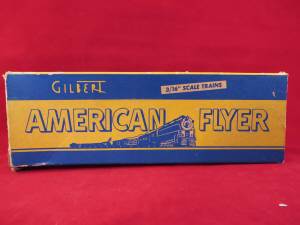 GILBERT
3/16" SCALE TRAINS
AMERICAN FLYER